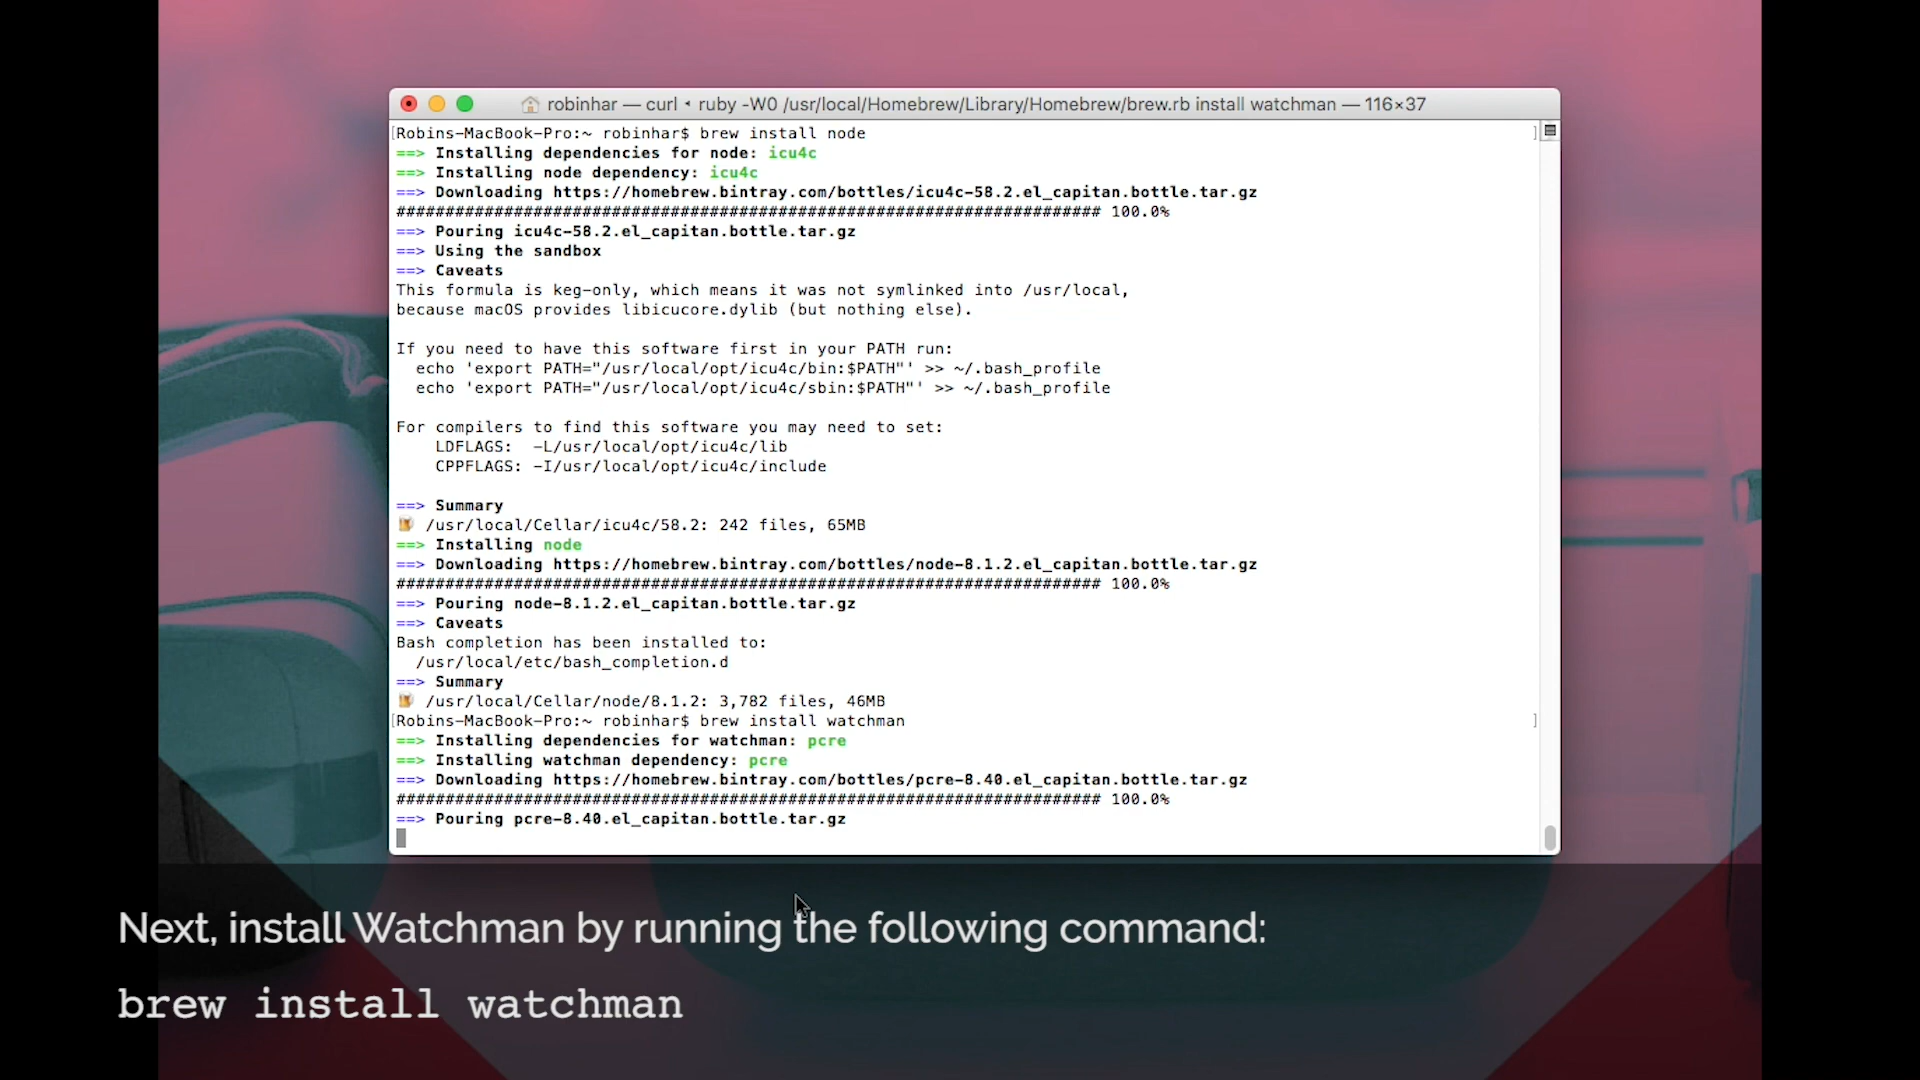 robinhar — curl ◂ ruby -W0 /usr/local/Homebrew/Library/Homebrew/brew.rb install watchman — 116×37
[Robins-MacBook-Pro:~ robinhar$ brew install node ]
==> Installing dependencies for node: icu4c
==> Installing node dependency: icu4c
==> Downloading https://homebrew.bintray.com/bottles/icu4c-58.2.el_capitan.bottle.tar.gz
######################################################################## 100.0%
==> Pouring icu4c-58.2.el_capitan.bottle.tar.gz
==> Using the sandbox
==> Caveats
This formula is keg-only, which means it was not symlinked into /usr/local,
because macOS provides libicucore.dylib (but nothing else).
If you need to have this software first in your PATH run:
echo 'export PATH="/usr/local/opt/icu4c/bin:$PATH"' >> ~/.bash_profile
echo 'export PATH="/usr/local/opt/icu4c/sbin:$PATH"' >> ~/.bash_profile
For compilers to find this software you may need to set:
LDFLAGS: -L/usr/local/opt/icu4c/lib
CPPFLAGS: -I/usr/local/opt/icu4c/include
==> Summary
🍺 /usr/local/Cellar/icu4c/58.2: 242 files, 65MB
==> Installing node
==> Downloading https://homebrew.bintray.com/bottles/node-8.1.2.el_capitan.bottle.tar.gz
######################################################################## 100.0%
==> Pouring node-8.1.2.el_capitan.bottle.tar.gz
==> Caveats
Bash completion has been installed to:
/usr/local/etc/bash_completion.d
==> Summary
🍺 /usr/local/Cellar/node/8.1.2: 3,782 files, 46MB
[Robins-MacBook-Pro:~ robinhar$ brew install watchman ]
==> Installing dependencies for watchman: pcre
==> Installing watchman dependency: pcre
==> Downloading https://homebrew.bintray.com/bottles/pcre-8.40.el_capitan.bottle.tar.gz
######################################################################## 100.0%
==> Pouring pcre-8.40.el_capitan.bottle.tar.gz
Next, install Watchman by running the following command:
brew install watchman